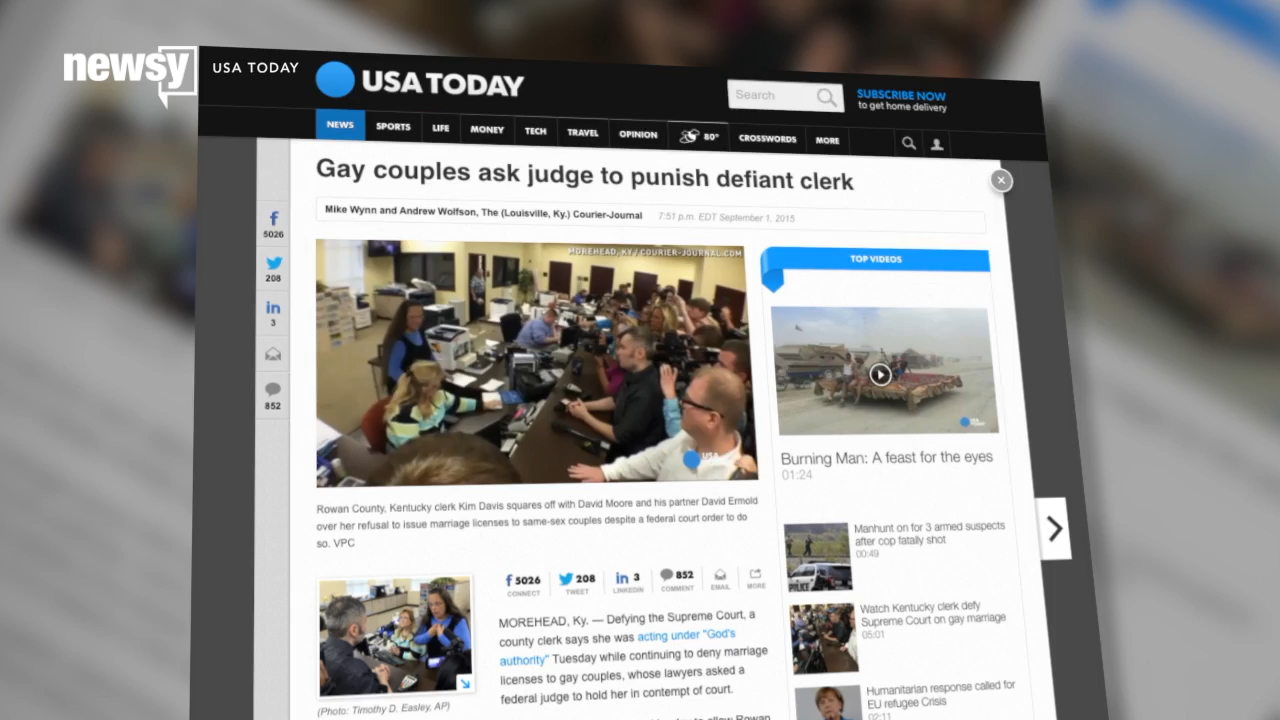 newsy
USA TODAY
USA TODAY
Search
SUBSCRIBE NOW
to get home delivery
NEWS SPORTS LIFE MONEY TECH TRAVEL OPINION 80° CROSSWORDS MORE
Gay couples ask judge to punish defiant clerk
Mike Wynn and Andrew Wolfson, The (Louisville, Ky.) Courier-Journal 7:51 p.m. EDT September 1, 2015
f
5026
208
in
3
852
MOREHEAD, KY / COURIER-JOURNAL.COM
USA
Rowan County, Kentucky clerk Kim Davis squares off with David Moore and his partner David Ermold
over her refusal to issue marriage licenses to same-sex couples despite a federal court order to do
so. VPC
(Photo: Timothy D. Easley, AP)
f 5026 208 in 3 852
CONNECT TWEET LINKEDIN COMMENT EMAIL MORE
MOREHEAD, Ky. — Defying the Supreme Court, a
county clerk says she was acting under "God's
authority" Tuesday while continuing to deny marriage
licenses to gay couples, whose lawyers asked a
federal judge to hold her in contempt of court.
TOP VIDEOS
Burning Man: A feast for the eyes
01:24
Manhunt on for 3 armed suspects
after cop fatally shot
00:49
POLICE
Watch Kentucky clerk defy
Supreme Court on gay marriage
05:01
Humanitarian response called for
EU refugee Crisis
02:11